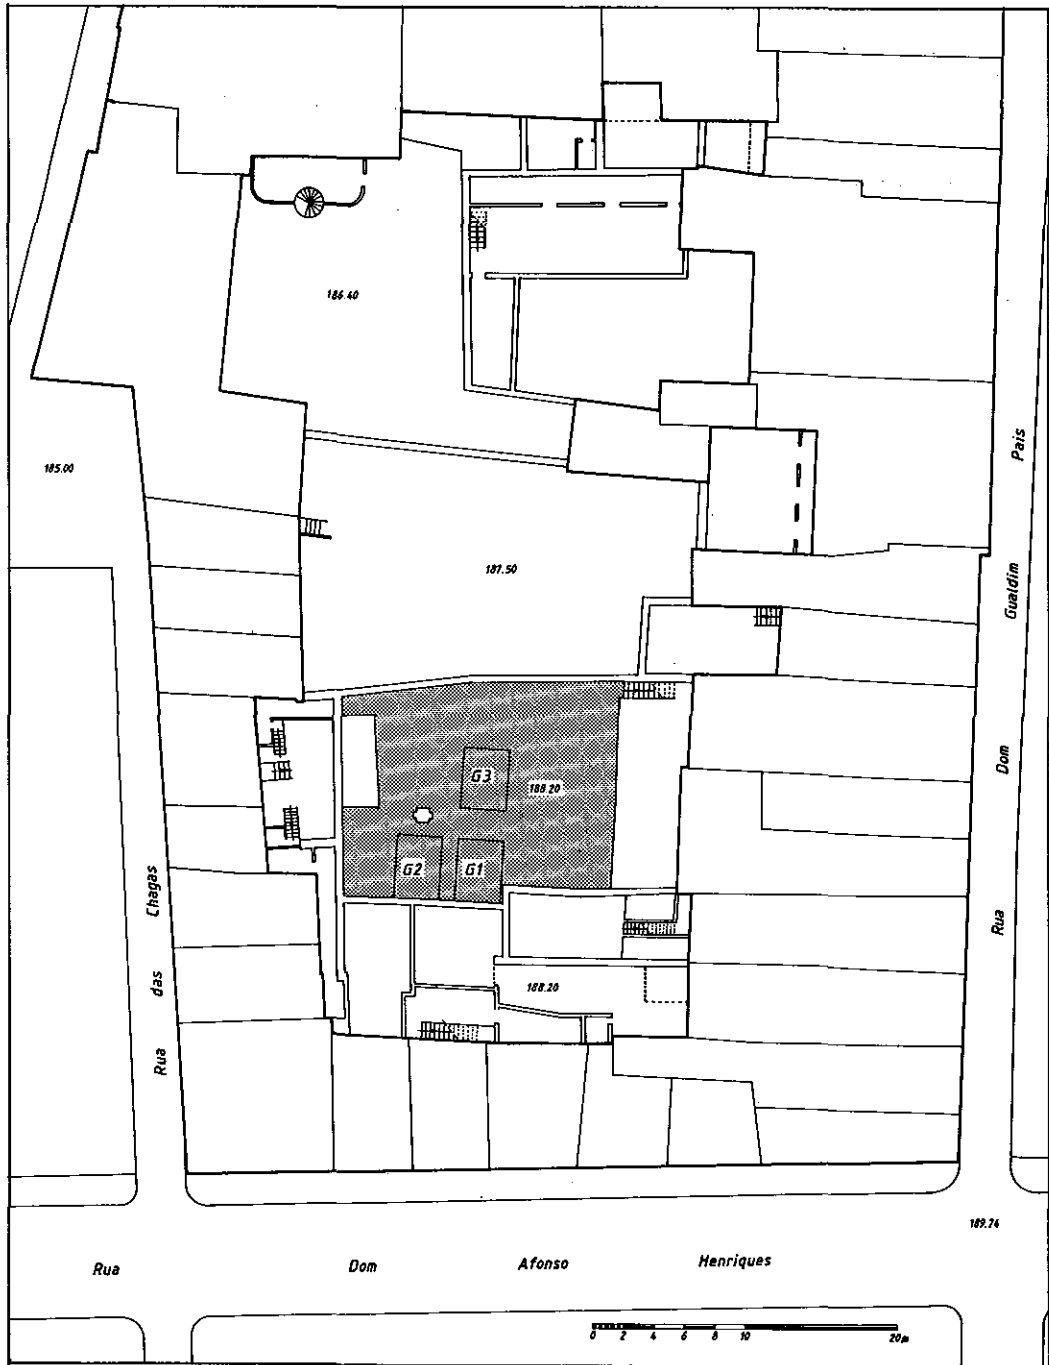 186.40
185.00
Pais
187.50
Gualdim
G3
188.20
Dom
G2
G1
Chagas
Rua
188.20
das
Rua
189.74
Rua Dom Afonso Henriques
0 2 4 6 8 10 20m